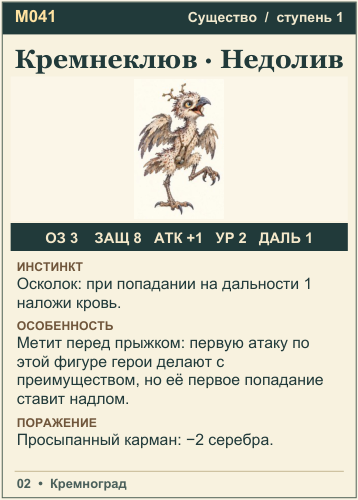 М041
Существо / ступень 1
Кремнеклюв · Недолив
ОЗ 3 ЗАЩ 8 АТК +1 УР 2 ДАЛЬ 1
ИНСТИНКТ
Осколок: при попадании на дальности 1
наложи кровь.
ОСОБЕННОСТЬ
Метит перед прыжком: первую атаку по
этой фигуре герои делают с
преимуществом, но её первое попадание
ставит надлом.
ПОРАЖЕНИЕ
Просыпанный карман: −2 серебра.
02 • Кремноград